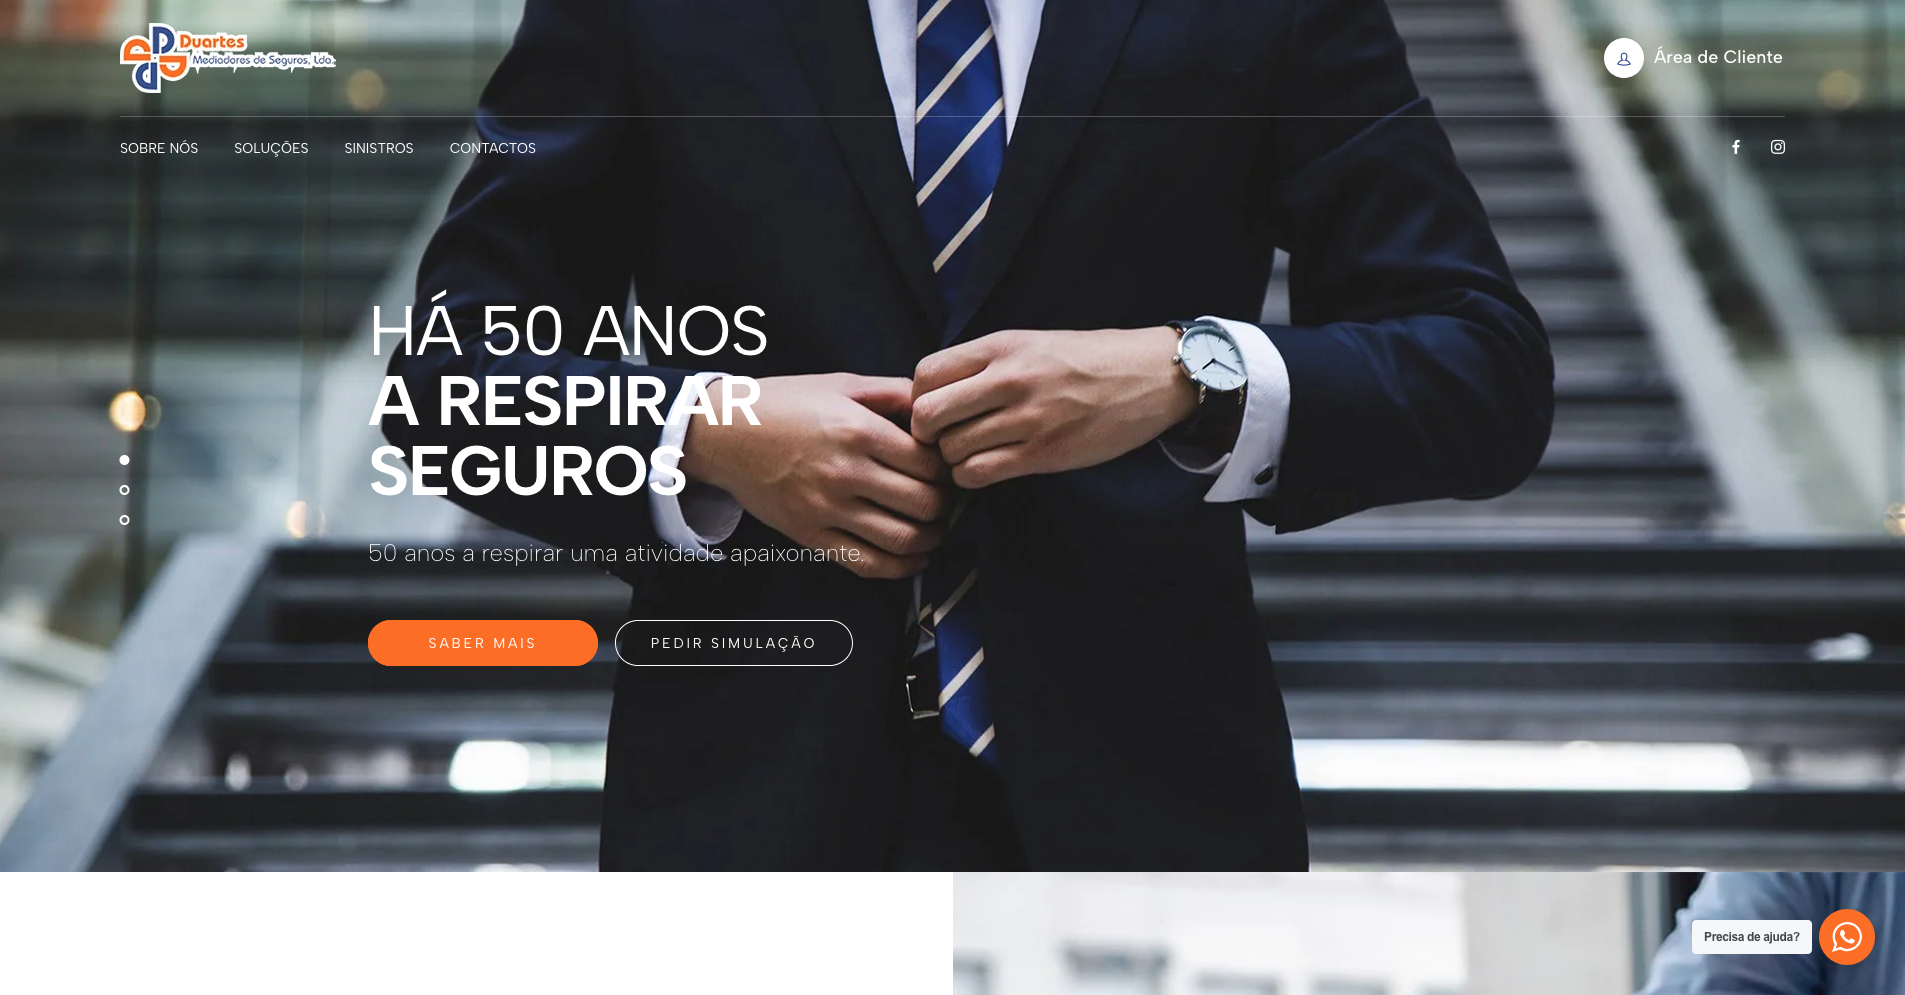 Duartes
Mediadores de Seguros, Lda.
Área de Cliente
SOBRE NÓS
SOLUÇÕES
SINISTROS
CONTACTOS
HÁ 50 ANOS
A RESPIRAR
SEGUROS
50 anos a respirar uma atividade apaixonante.
SABER MAIS
PEDIR SIMULAÇÃO
Precisa de ajuda?